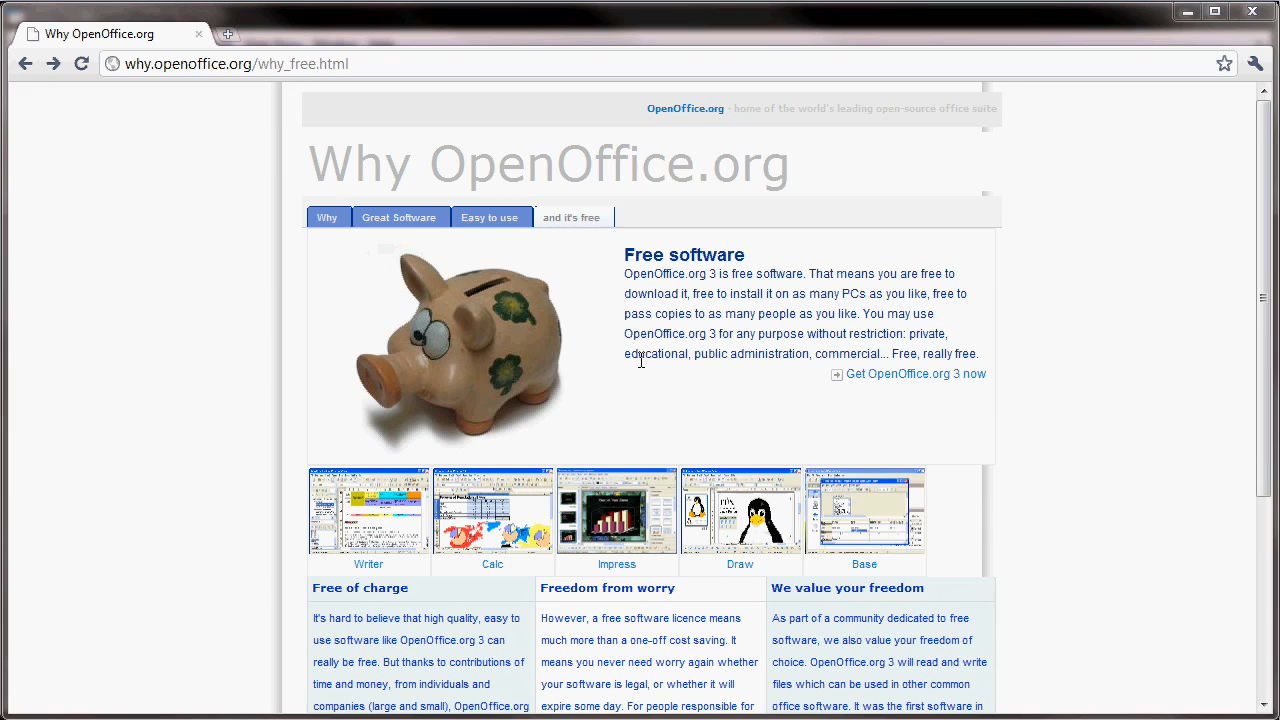 Why OpenOffice.org
why.openoffice.org/why_free.html
OpenOffice.org - home of the world's leading open-source office suite
Why OpenOffice.org
Why Great Software Easy to use and it's free
Free software
OpenOffice.org 3 is free software. That means you are free to
download it, free to install it on as many PCs as you like, free to
pass copies to as many people as you like. You may use
OpenOffice.org 3 for any purpose without restriction: private,
educational, public administration, commercial... Free, really free.
Get OpenOffice.org 3 now
Writer Calc Impress Draw Base
Free of charge
It's hard to believe that high quality, easy to
use software like OpenOffice.org 3 can
really be free. But thanks to contributions of
time and money, from individuals and
companies (large and small), OpenOffice.org
Freedom from worry
However, a free software licence means
much more than a one-off cost saving. It
means you never need worry again whether
your software is legal, or whether it will
expire some day. For people responsible for
We value your freedom
As part of a community dedicated to free
software, we also value your freedom of
choice. OpenOffice.org 3 will read and write
files which can be used in other common
office software. It was the first software in